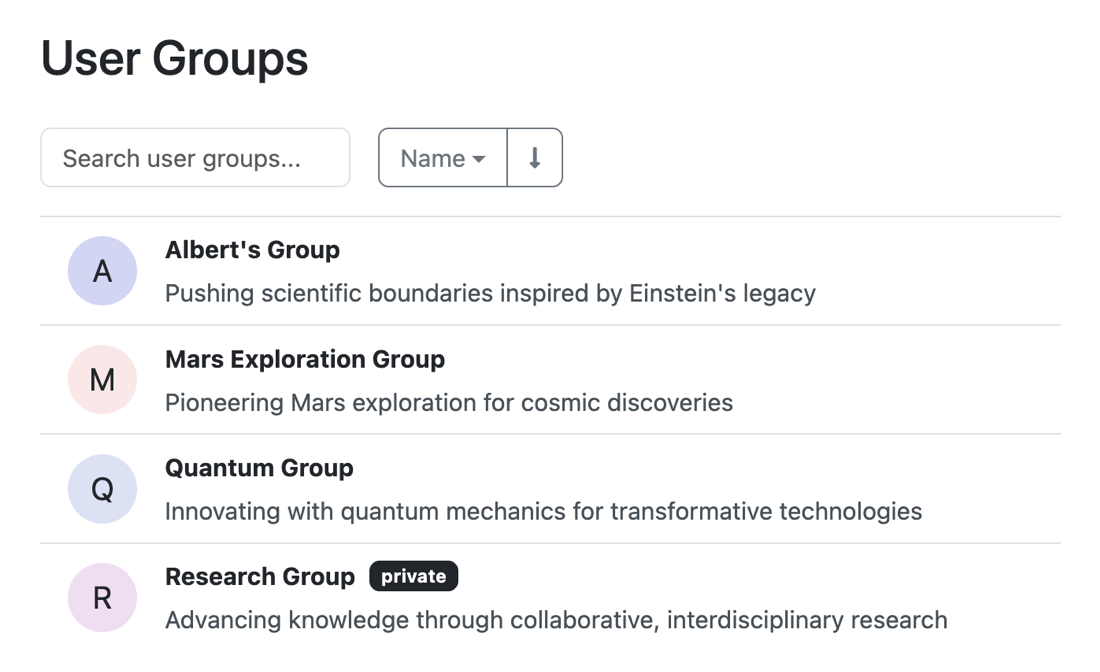 User Groups
Search user groups...
Name
A
Albert's Group
Pushing scientific boundaries inspired by Einstein's legacy
M
Mars Exploration Group
Pioneering Mars exploration for cosmic discoveries
Q
Quantum Group
Innovating with quantum mechanics for transformative technologies
R
Research Group private
Advancing knowledge through collaborative, interdisciplinary research